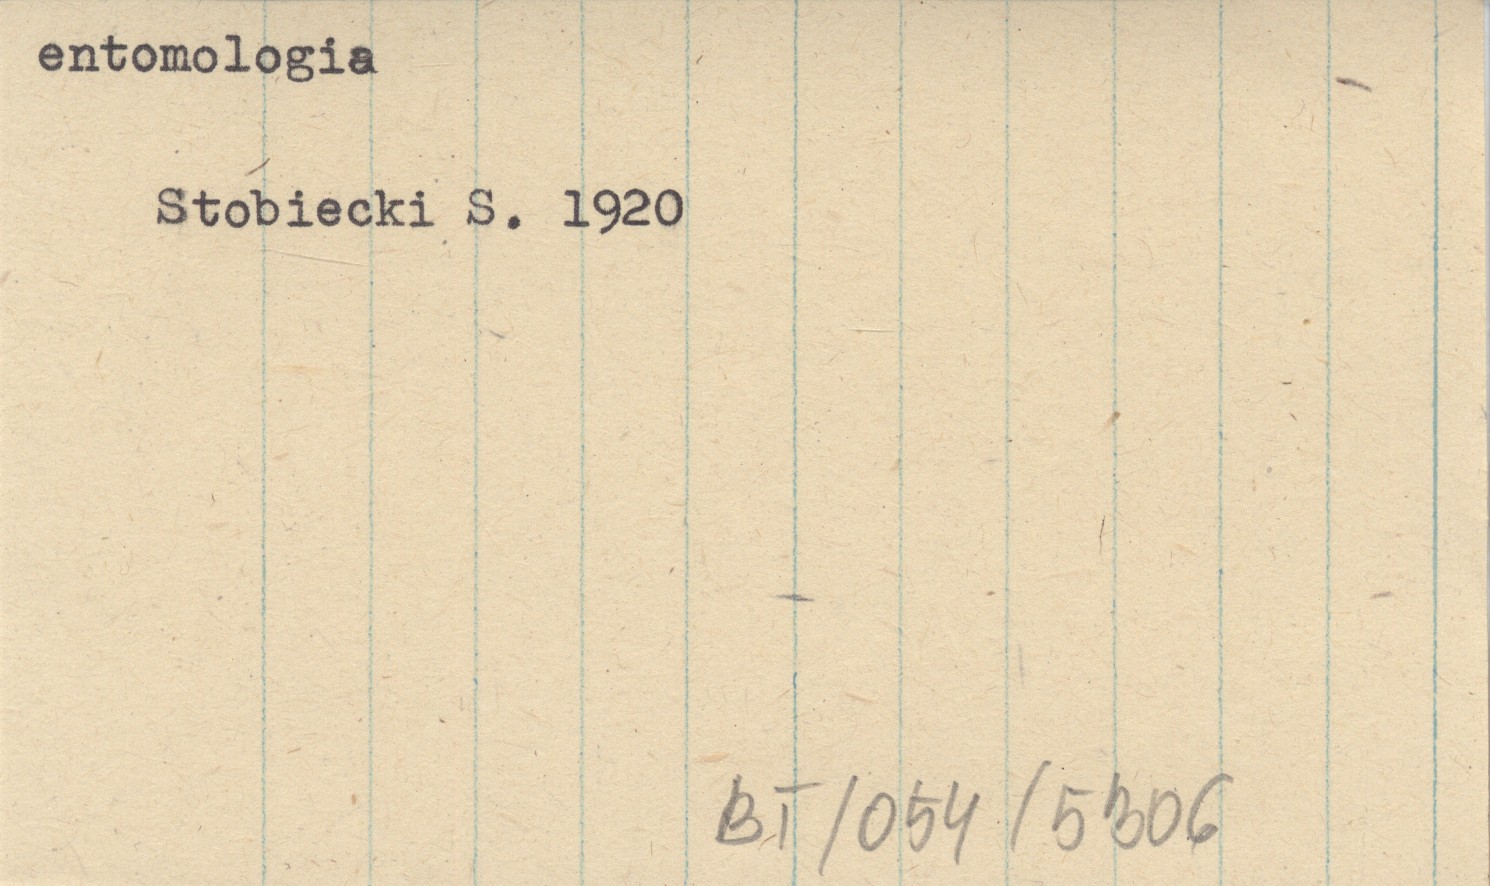 entomologia
Stobiecki S. 1920
BT/054/5306